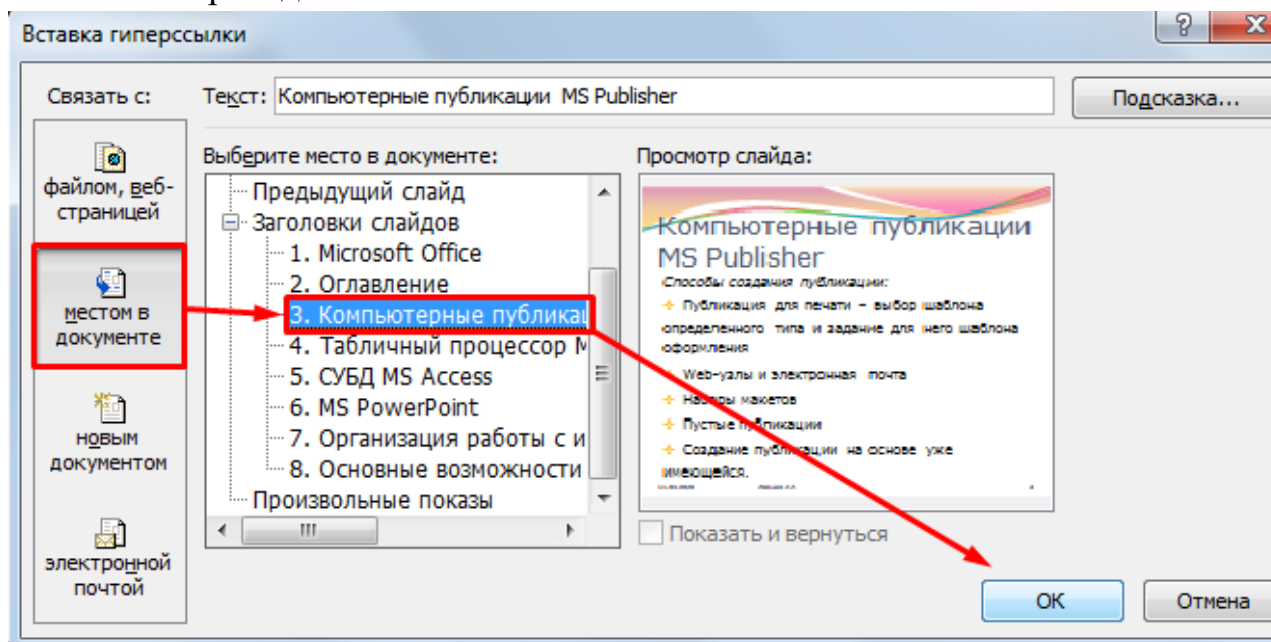 Вставка гиперссылки
Связать с:
Текст: Компьютерные публикации MS Publisher
Подсказка...
файлом, веб-
страницей
местом в
документе
новым
документом
электронной
почтой
Выберите место в документе:
Предыдущий слайд
Заголовки слайдов
1. Microsoft Office
2. Оглавление
3. Компьютерные публикац
4. Табличный процессор M
5. СУБД MS Access
6. MS PowerPoint
7. Организация работы с и
8. Основные возможности
Произвольные показы
Просмотр слайда:
Компьютерные публикации
MS Publisher
Способы создания публикации:
Публикация для печати – выбор шаблона
определенного типа и задание для него шаблона
оформления
Web-узлы и электронная почта
Наборы макетов
Пустые публикации
Создание публикации на основе уже
имеющейся.
Показать и вернуться
ОК
Отмена